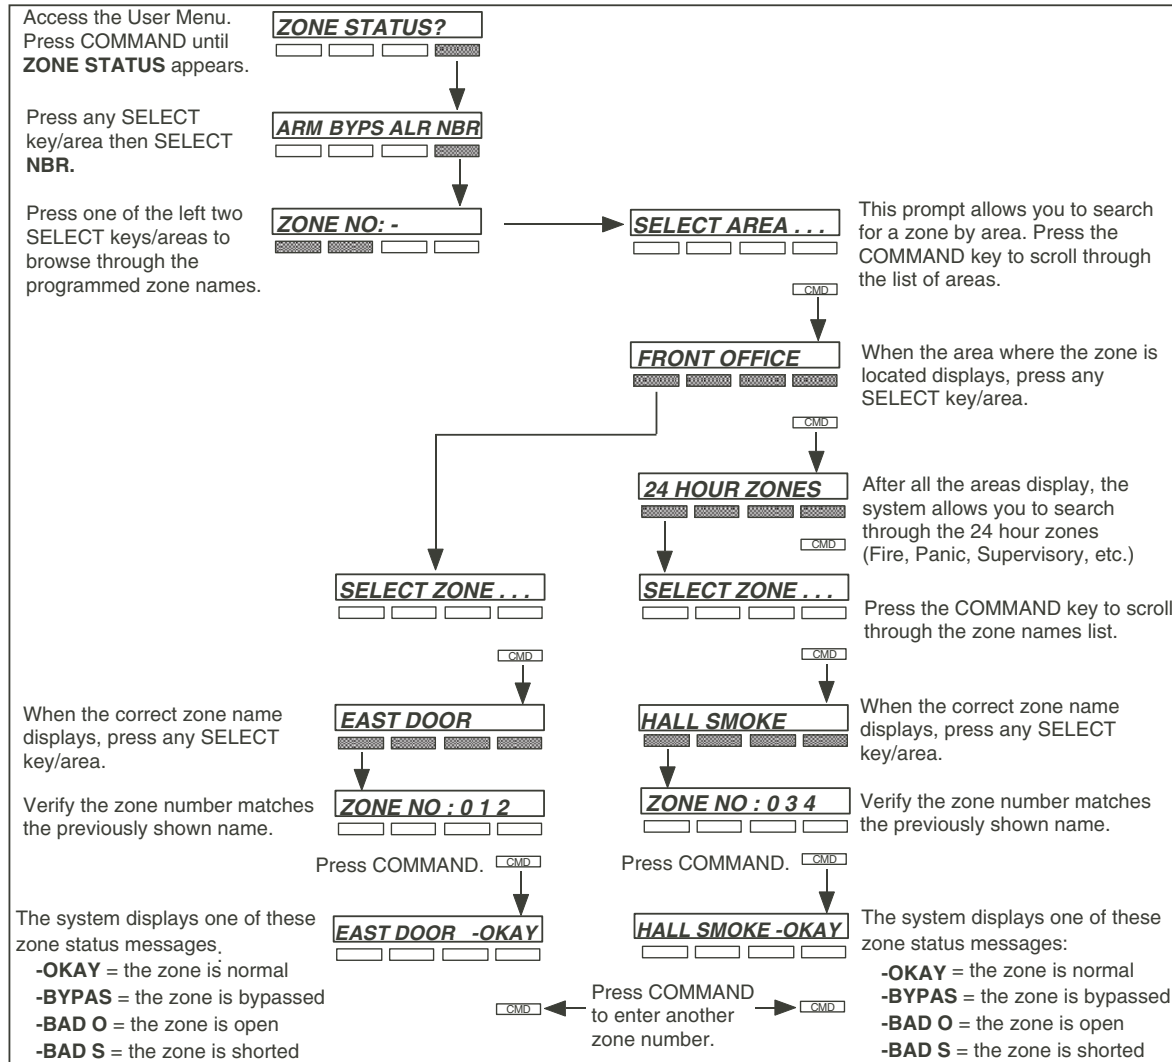 Access the User Menu.
Press COMMAND until
ZONE STATUS appears.
ZONE STATUS?
Press any SELECT
key/area then SELECT
NBR.
ARM BYPS ALR NBR
Press one of the left two
SELECT keys/areas to
browse through the
programmed zone names.
ZONE NO: -
SELECT AREA . . .
This prompt allows you to search
for a zone by area. Press the
COMMAND key to scroll through
the list of areas.
CMD
FRONT OFFICE
When the area where the zone is
located displays, press any
SELECT key/area.
CMD
24 HOUR ZONES
After all the areas display, the
system allows you to search
through the 24 hour zones
(Fire, Panic, Supervisory, etc.)
CMD
SELECT ZONE . . .
SELECT ZONE . . .
Press the COMMAND key to scroll
through the zone names list.
CMD
CMD
When the correct zone name
displays, press any SELECT
key/area.
EAST DOOR
HALL SMOKE
When the correct zone name
displays, press any SELECT
key/area.
Verify the zone number matches
the previously shown name.
ZONE NO : 0 1 2
ZONE NO : 0 3 4
Verify the zone number matches
the previously shown name.
Press COMMAND. CMD
Press COMMAND. CMD
The system displays one of these
zone status messages.
-OKAY = the zone is normal
-BYPAS = the zone is bypassed
-BAD O = the zone is open
-BAD S = the zone is shorted
EAST DOOR -OKAY
HALL SMOKE -OKAY
CMD
Press COMMAND
to enter another
zone number.
CMD
The system displays one of these
zone status messages:
-OKAY = the zone is normal
-BYPAS = the zone is bypassed
-BAD O = the zone is open
-BAD S = the zone is shorted